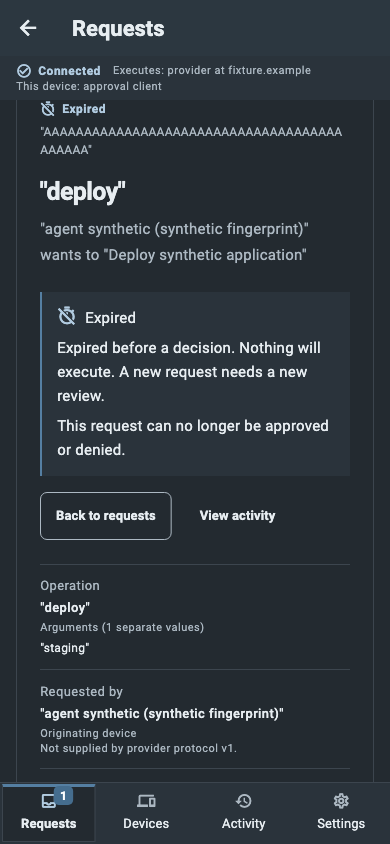 Requests
Connected Executes: provider at fixture.example
This device: approval client
Expired
"AAAAAAAAAAAAAAAAAAAAAAAAAAAAAAAAAAAAA
AAAAAA"
"deploy"
"agent synthetic (synthetic fingerprint)"
wants to "Deploy synthetic application"
Expired
Expired before a decision. Nothing will
execute. A new request needs a new
review.
This request can no longer be approved
or denied.
Back to requests View activity
Operation
"deploy"
Arguments (1 separate values)
"staging"
Requested by
"agent synthetic (synthetic fingerprint)"
Originating device
Not supplied by provider protocol v1.
1
Requests Devices Activity Settings